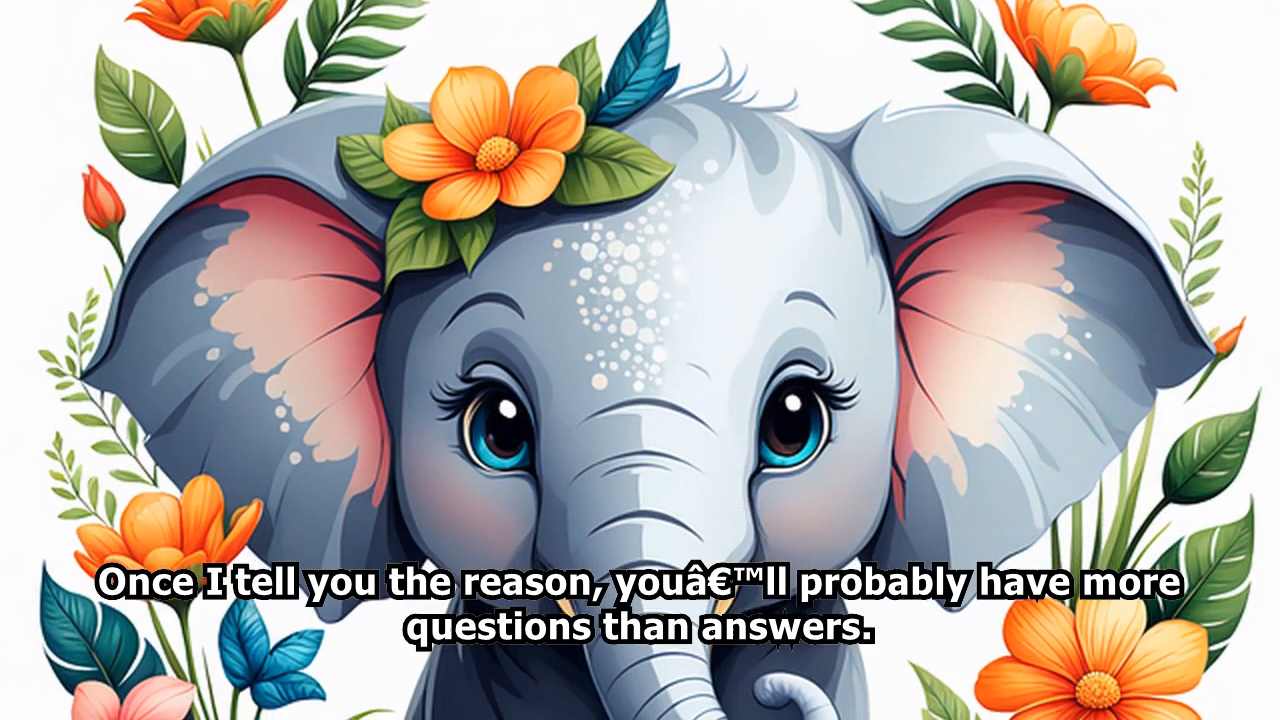 Once I tell you the reason, youâ€™ll probably have more
questions than answers.